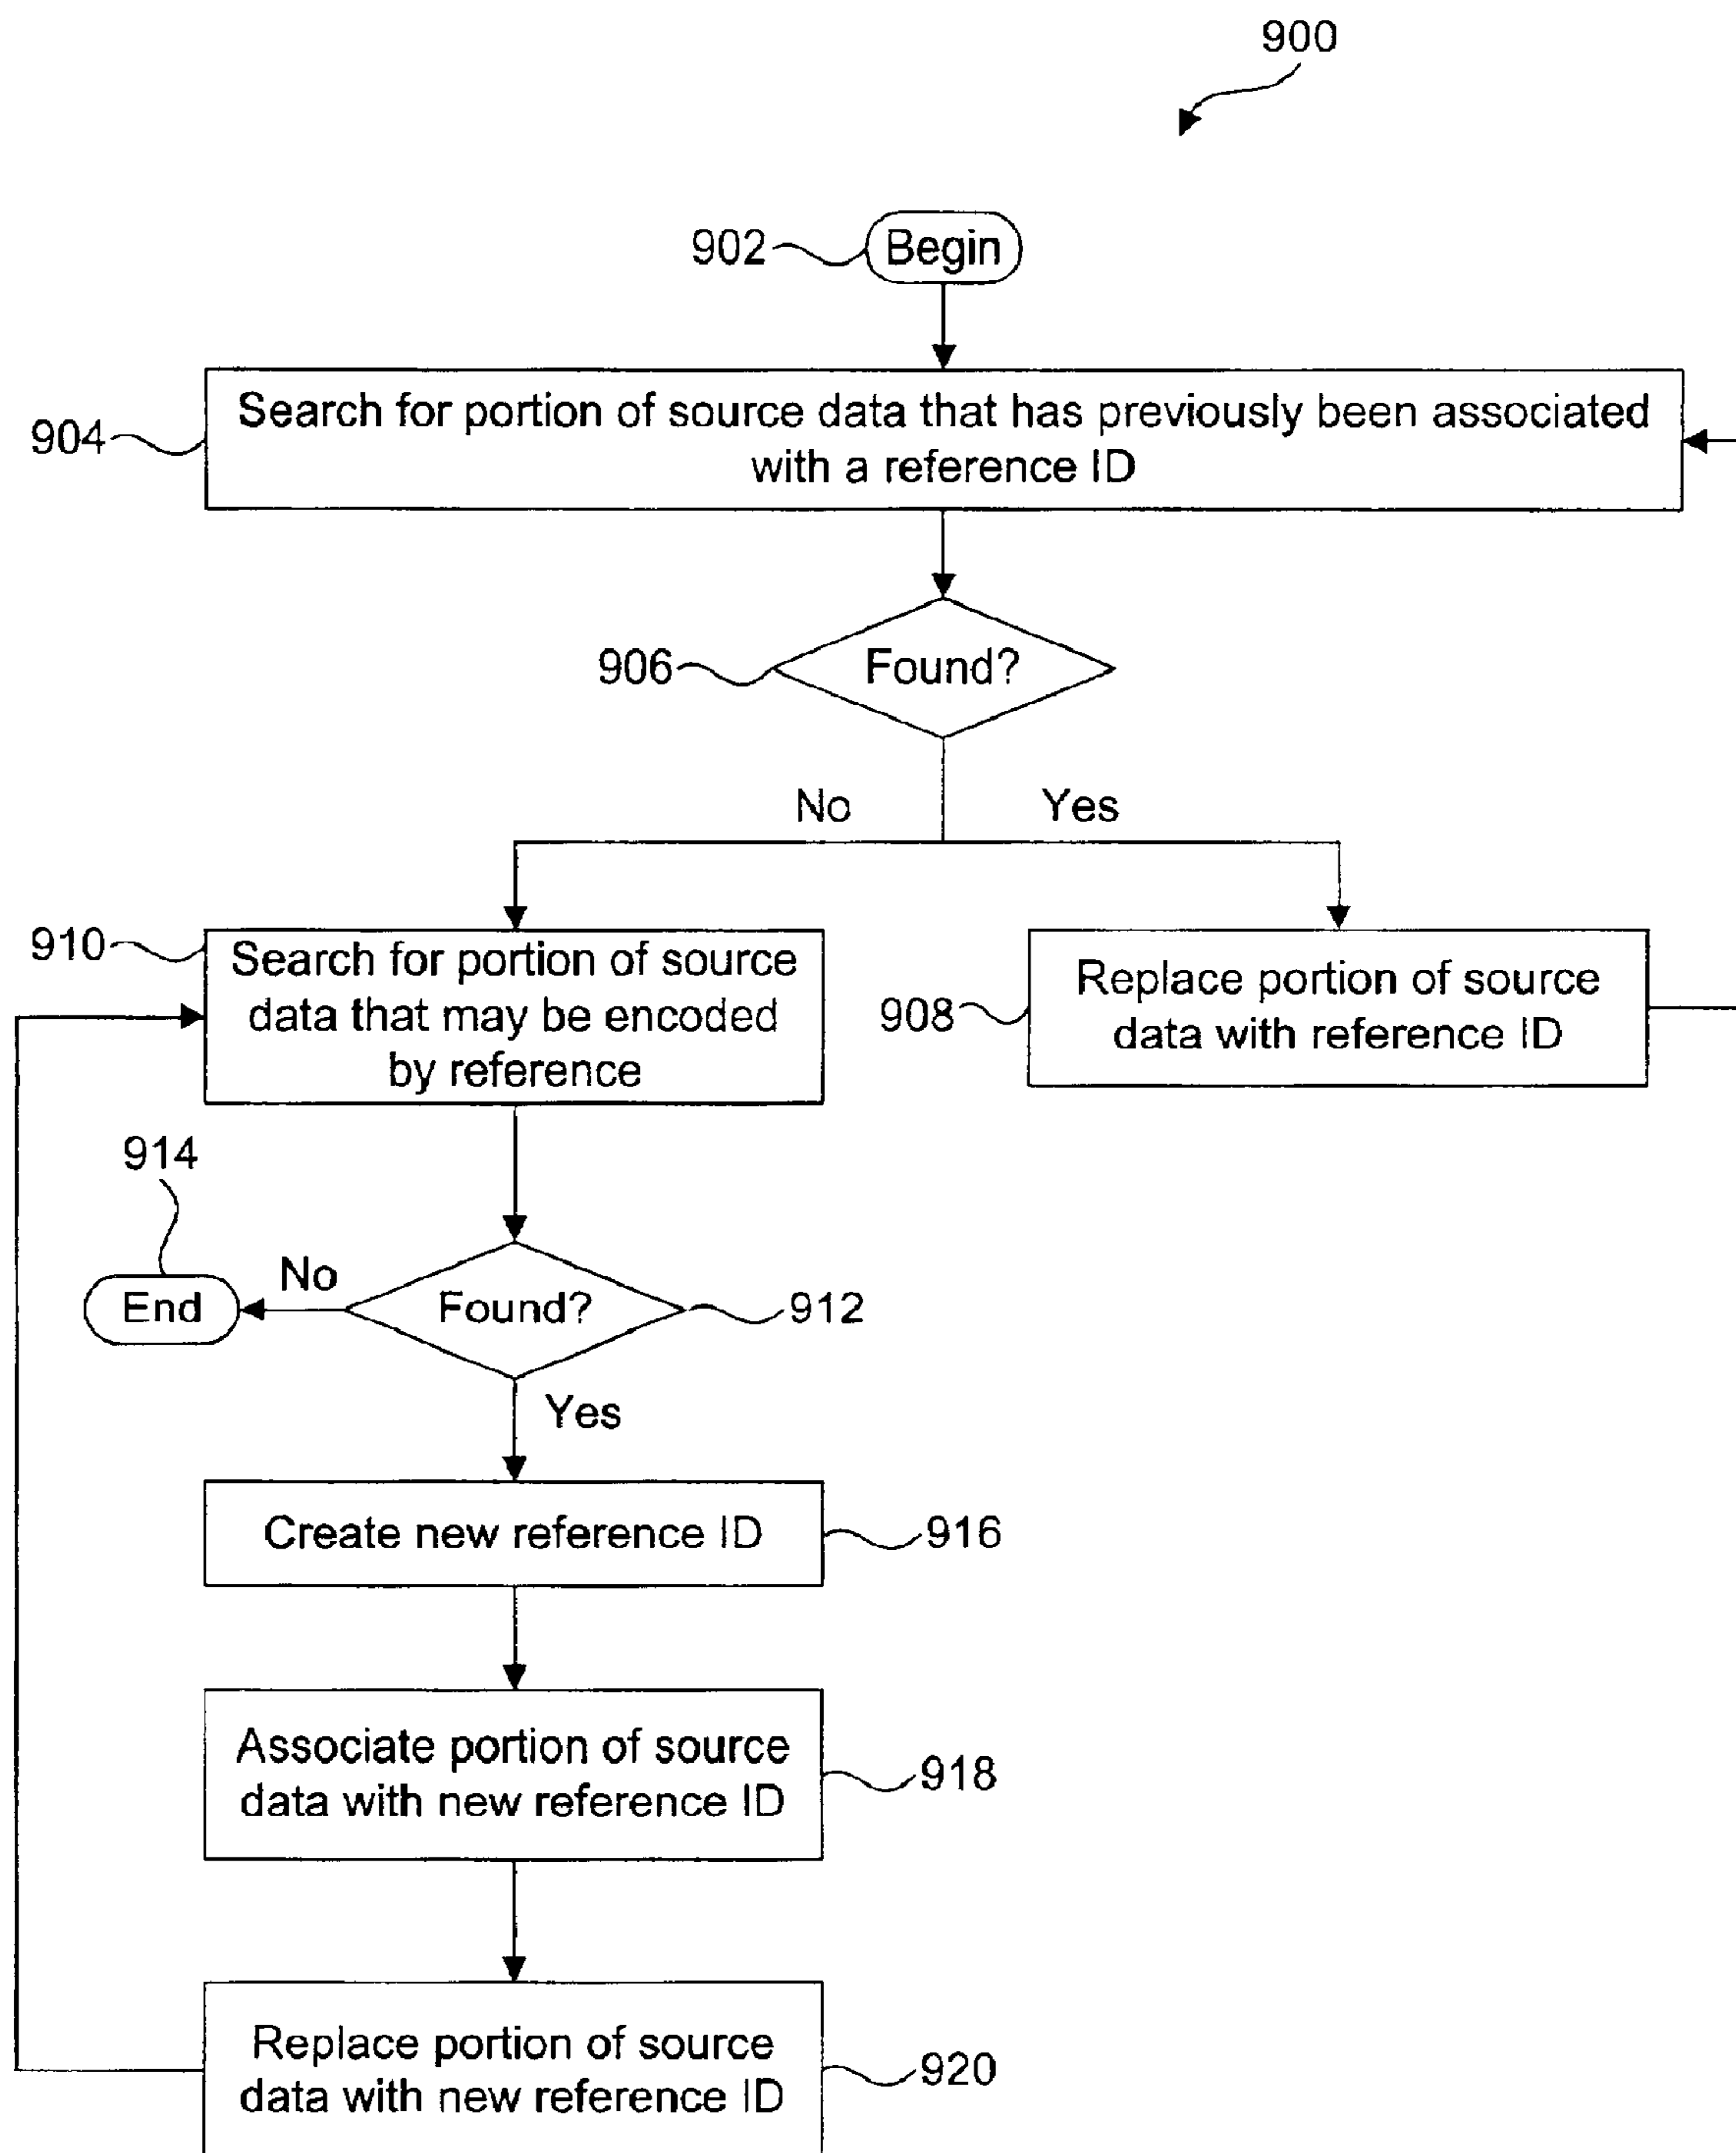 900
902
Begin
904
Search for portion of source data that has previously been associated
with a reference ID
906
Found?
No
Yes
910
Search for portion of source
data that may be encoded
by reference
908
Replace portion of source
data with reference ID
914
End
No
Found?
912
Yes
Create new reference ID
916
Associate portion of source
data with new reference ID
918
Replace portion of source
data with new reference ID
920